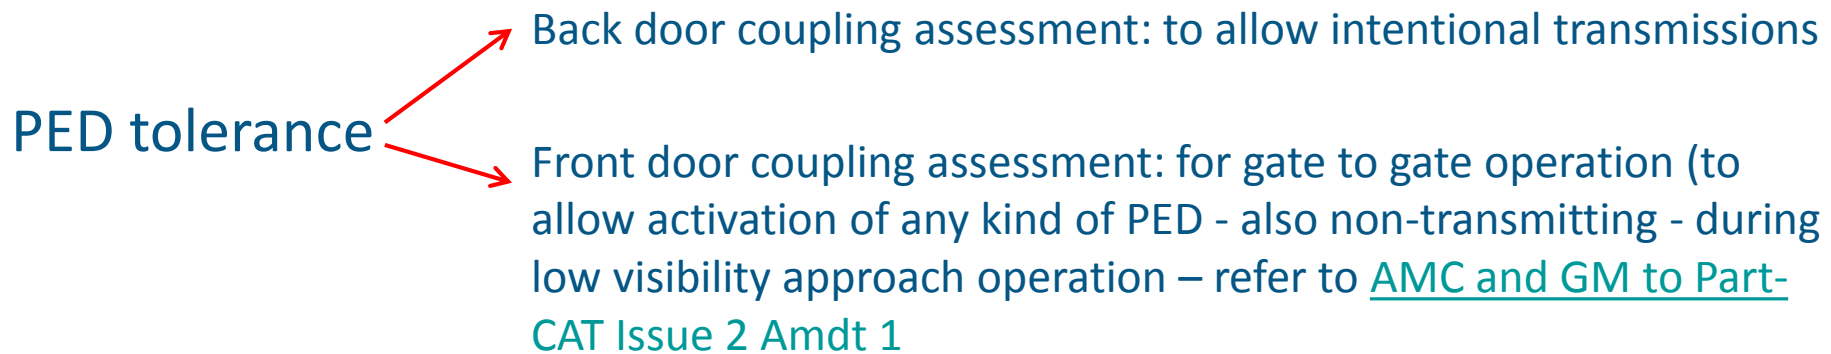 Back door coupling assessment: to allow intentional transmissions
PED tolerance
Front door coupling assessment: for gate to gate operation (to
allow activation of any kind of PED - also non-transmitting - during
low visibility approach operation – refer to AMC and GM to Part-
CAT Issue 2 Amdt 1